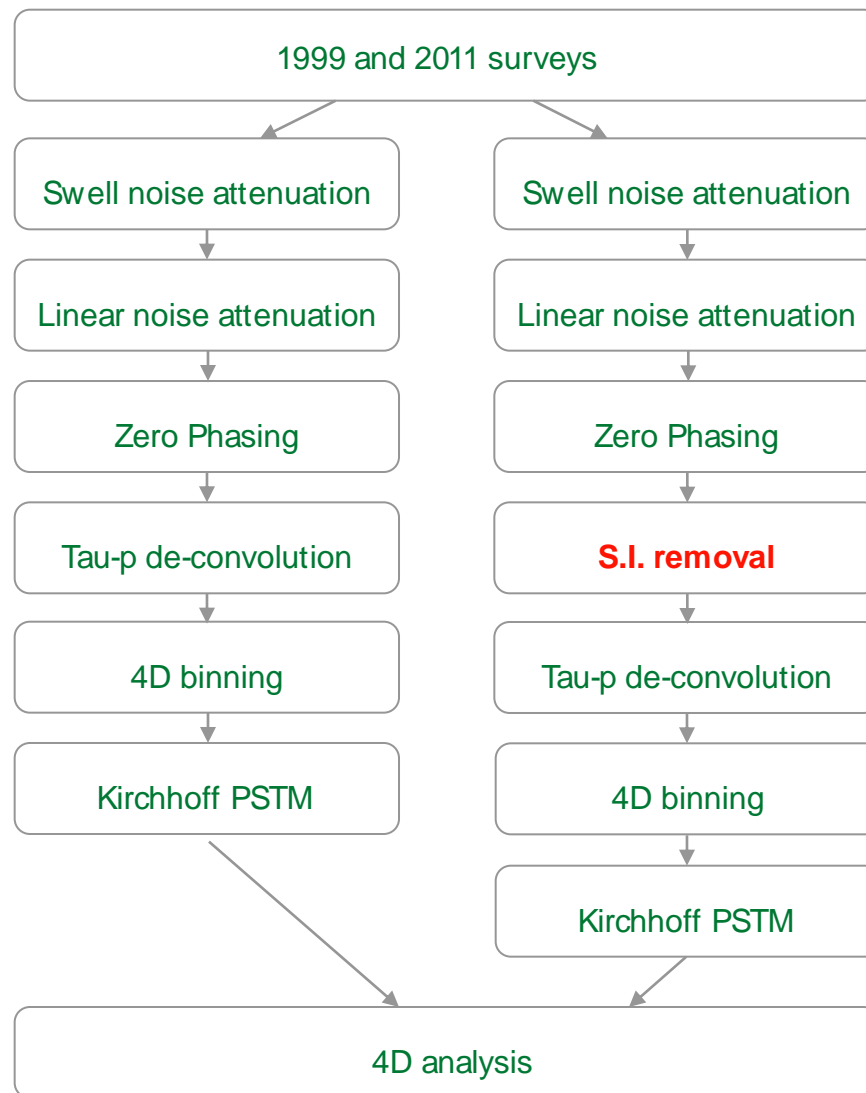 1999 and 2011 surveys
Swell noise attenuation
Linear noise attenuation
Zero Phasing
Tau-p de-convolution
4D binning
Kirchhoff PSTM
Swell noise attenuation
Linear noise attenuation
Zero Phasing
S.I. removal
Tau-p de-convolution
4D binning
Kirchhoff PSTM
4D analysis